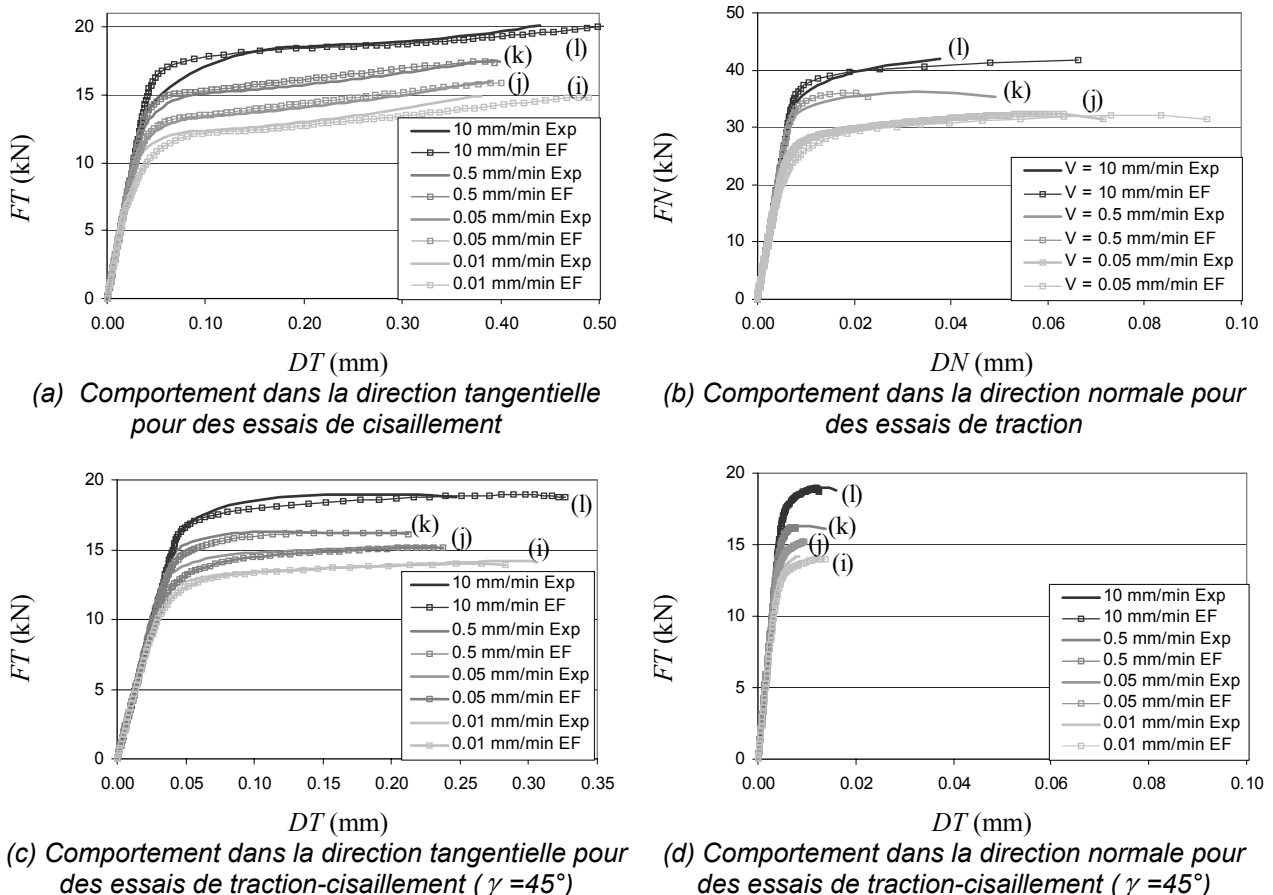 20
15
10
5
0
FT (kN)
(l)
(k)
(j)
(i)
10 mm/min Exp
10 mm/min EF
0.5 mm/min Exp
0.5 mm/min EF
0.05 mm/min Exp
0.05 mm/min EF
0.01 mm/min Exp
0.01 mm/min EF
0.00 0.10 0.20 0.30 0.40 0.50
DT (mm)
(a) Comportement dans la direction tangentielle
pour des essais de cisaillement
50
40
30
20
10
0
FN (kN)
(l)
(k)
(j)
V = 10 mm/min Exp
V = 10 mm/min EF
V = 0.5 mm/min Exp
V = 0.5 mm/min EF
V = 0.05 mm/min Exp
V = 0.05 mm/min EF
0.00 0.02 0.04 0.06 0.08 0.10
DN (mm)
(b) Comportement dans la direction normale pour
des essais de traction
20
15
10
5
0
FT (kN)
(l)
(k)
(j)
(i)
10 mm/min Exp
10 mm/min EF
0.5 mm/min Exp
0.5 mm/min EF
0.05 mm/min Exp
0.05 mm/min EF
0.01 mm/min Exp
0.01 mm/min EF
0.00 0.05 0.10 0.15 0.20 0.25 0.30 0.35
DT (mm)
(c) Comportement dans la direction tangentielle pour
des essais de traction-cisaillement ( γ =45°)
20
15
10
5
0
FT (kN)
(l)
(k)
(j)
(i)
10 mm/min Exp
10 mm/min EF
0.5 mm/min Exp
0.5 mm/min EF
0.05 mm/min Exp
0.05 mm/min EF
0.01 mm/min Exp
0.01 mm/min EF
0.00 0.02 0.04 0.06 0.08 0.10
DT (mm)
(d) Comportement dans la direction normale pour
des essais de traction-cisaillement ( γ =45°)